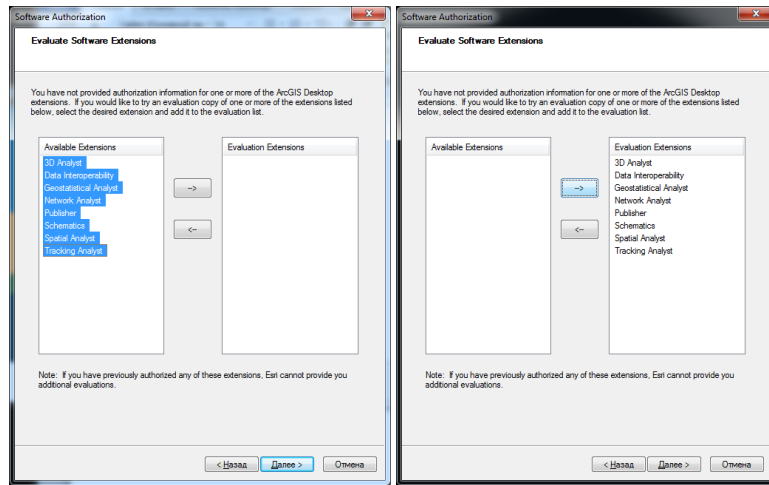 Software Authorization
Evaluate Software Extensions
You have not provided authorization information for one or more of the ArcGIS Desktop
extensions. If you would like to try an evaluation copy of one or more of the extensions listed
below, select the desired extension and add it to the evaluation list.
Available Extensions
3D Analyst
Data Interoperability
Geostatistical Analyst
Network Analyst
Publisher
Schematics
Spatial Analyst
Tracking Analyst
-->
<--
Evaluation Extensions
Note: If you have previously authorized any of these extensions, Esri cannot provide you
additional evaluations.
< Назад
Далее >
Отмена
Software Authorization
Evaluate Software Extensions
You have not provided authorization information for one or more of the ArcGIS Desktop
extensions. If you would like to try an evaluation copy of one or more of the extensions listed
below, select the desired extension and add it to the evaluation list.
Available Extensions
-->
<--
Evaluation Extensions
3D Analyst
Data Interoperability
Geostatistical Analyst
Network Analyst
Publisher
Schematics
Spatial Analyst
Tracking Analyst
Note: If you have previously authorized any of these extensions, Esri cannot provide you
additional evaluations.
< Назад
Далее >
Отмена